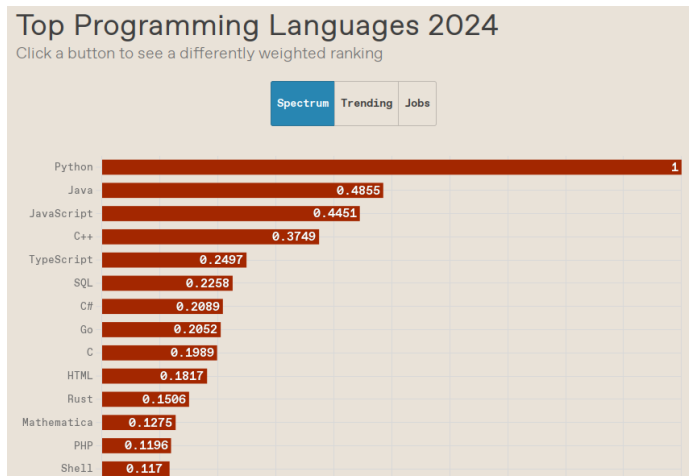 Top Programming Languages 2024
Click a button to see a differently weighted ranking
Spectrum Trending Jobs
Python 1
Java 0.4855
JavaScript 0.4451
C++ 0.3749
TypeScript 0.2497
SQL 0.2258
C# 0.2089
Go 0.2052
C 0.1989
HTML 0.1817
Rust 0.1506
Mathematica 0.1275
PHP 0.1196
Shell 0.117